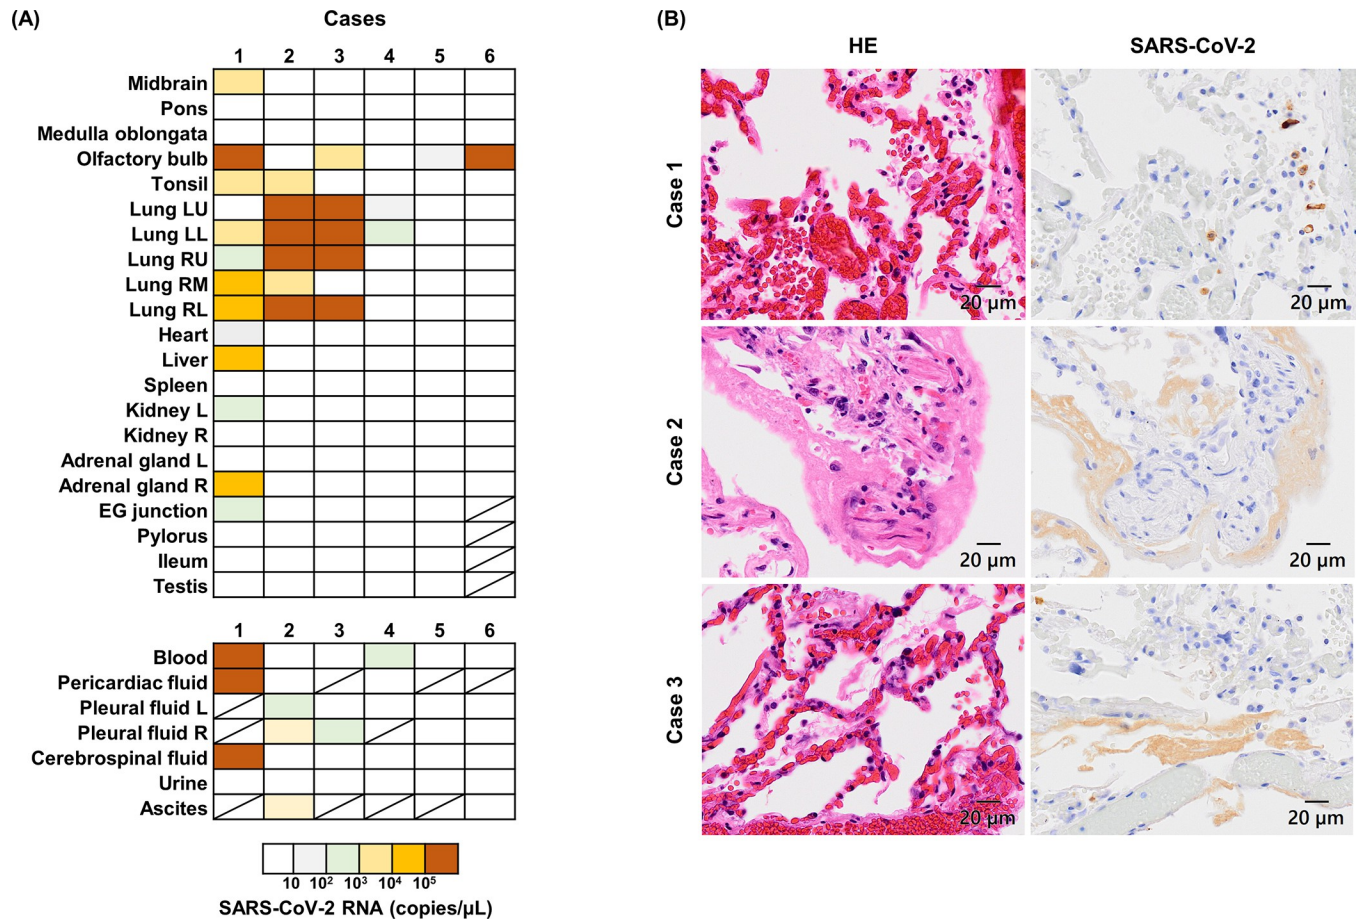 (A)
Cases
1 2 3 4 5 6
Midbrain
Pons
Medulla oblongata
Olfactory bulb
Tonsil
Lung LU
Lung LL
Lung RU
Lung RM
Lung RL
Heart
Liver
Spleen
Kidney L
Kidney R
Adrenal gland L
Adrenal gland R
EG junction
Pylorus
Ileum
Testis
1 2 3 4 5 6
Blood
Pericardiac fluid
Pleural fluid L
Pleural fluid R
Cerebrospinal fluid
Urine
Ascites
10 10² 10³ 10⁴ 10⁵
SARS-CoV-2 RNA (copies/μL)
(B)
HE SARS-CoV-2
Case 1
20 μm 20 μm
Case 2
20 μm 20 μm
Case 3
20 μm 20 μm